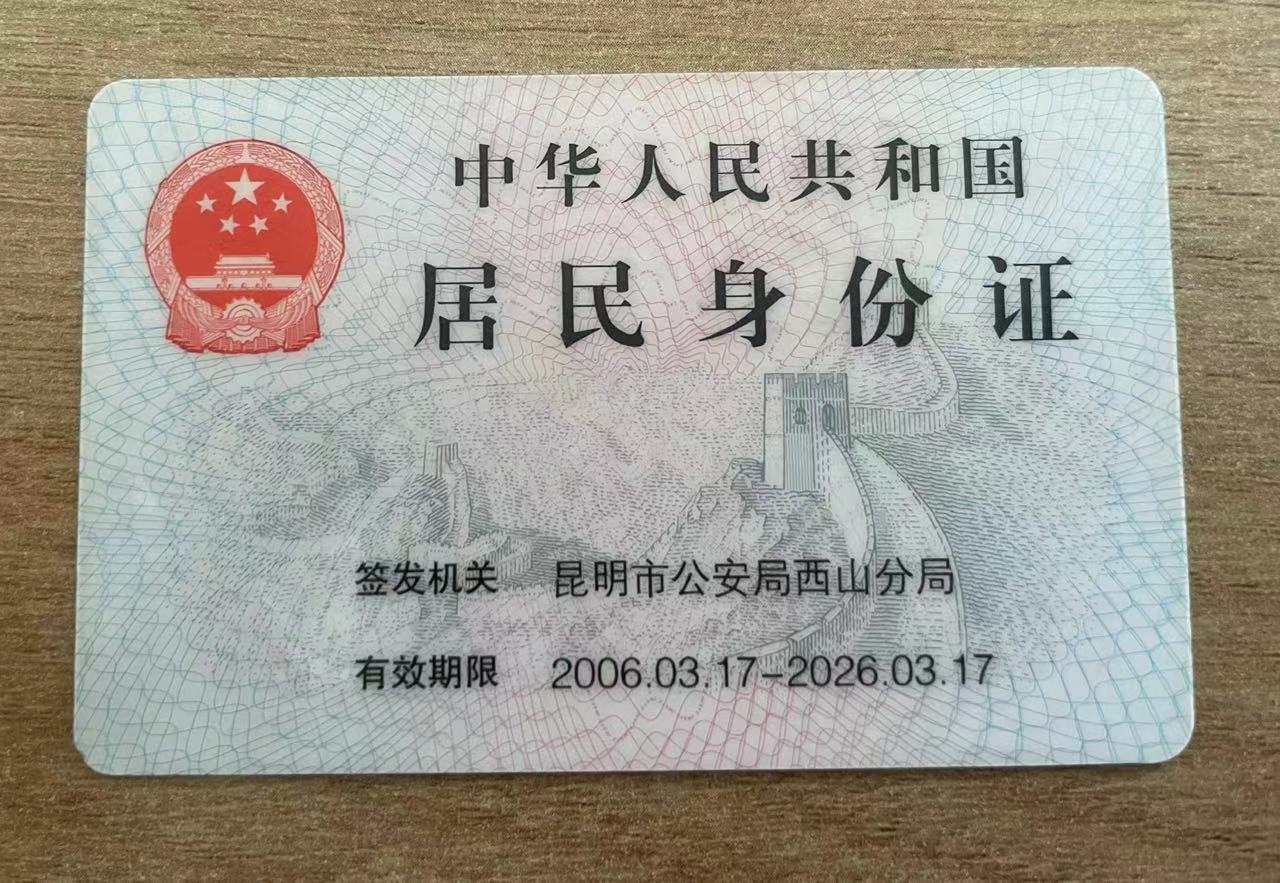 中华人民共和国
居民身份证
签发机关 昆明市公安局西山分局
有效期限 2006.03.17-2026.03.17